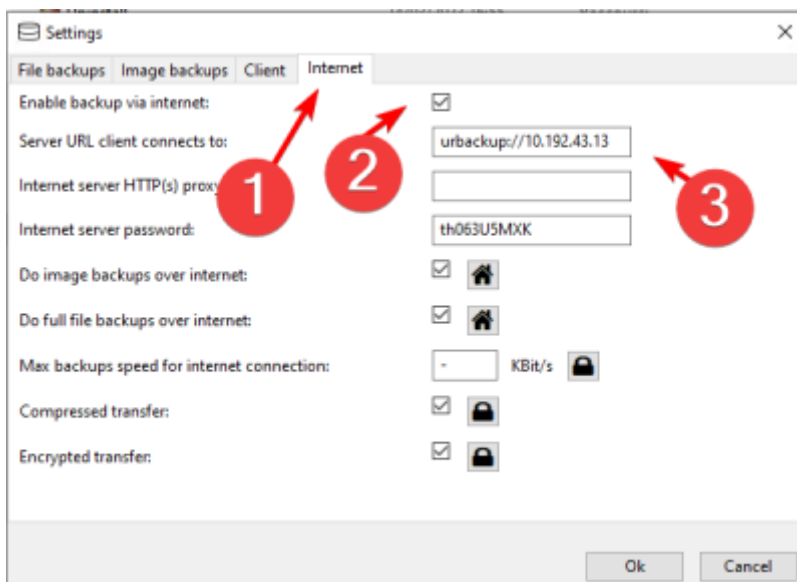 Settings
File backups Image backups Client Internet
Enable backup via internet:
Server URL client connects to: urbackup://10.192.43.13
Internet server HTTP(s) proxy
Internet server password: th063U5MXK
Do image backups over internet:
Do full file backups over internet:
Max backups speed for internet connection: - KBit/s
Compressed transfer:
Encrypted transfer:
1
2
3
Ok Cancel